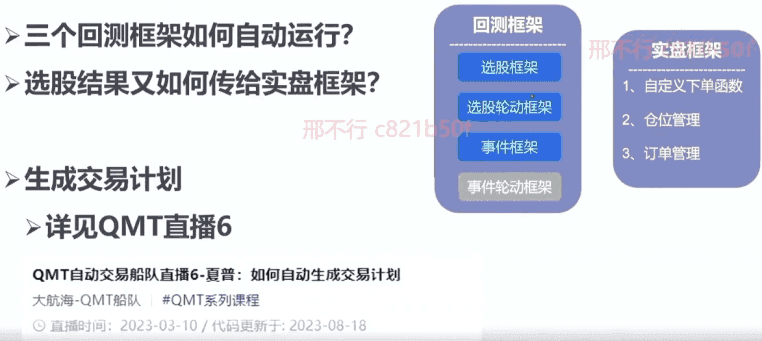 三个回测框架如何自动运行？
选股结果又如何传给实盘框架？
邢不行 c821b50f
生成交易计划
详见QMT直播6
QMT自动交易船队直播6-夏普：如何自动生成交易计划
大航海-QMT船队 | #QMT系列课程
直播时间：2023-03-10 / 代码更新于: 2023-08-18
回测框架
选股框架
选股轮动框架
事件框架
事件轮动框架
邢不行 c821b50f
实盘框架
1、自定义下单函数
2、仓位管理
3、订单管理